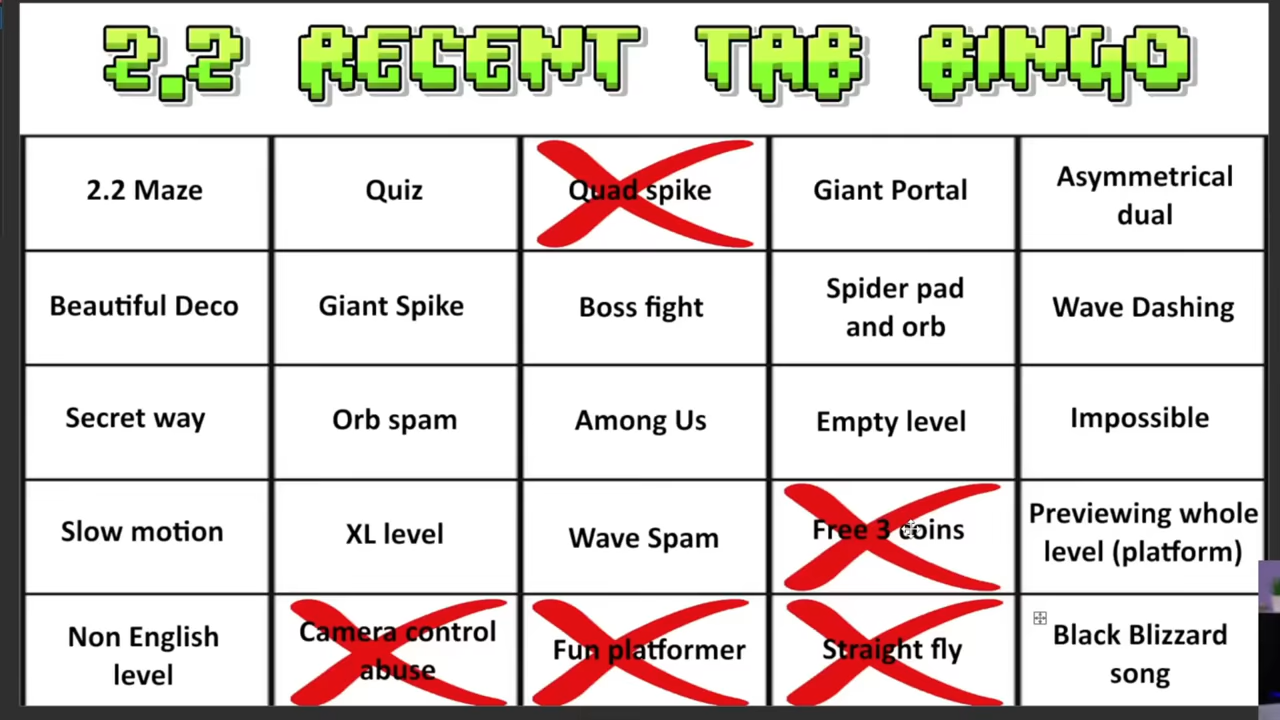 2.2 RECENT TAB BINGO
2.2 Maze
Quiz
Quad spike
Giant Portal
Asymmetrical
dual
Beautiful Deco
Giant Spike
Boss fight
Spider pad
and orb
Wave Dashing
Secret way
Orb spam
Among Us
Empty level
Impossible
Slow motion
XL level
Wave Spam
Free 3 coins
Previewing whole
level (platform)
Non English
level
Camera control
abuse
Fun platformer
Straight fly
Black Blizzard
song